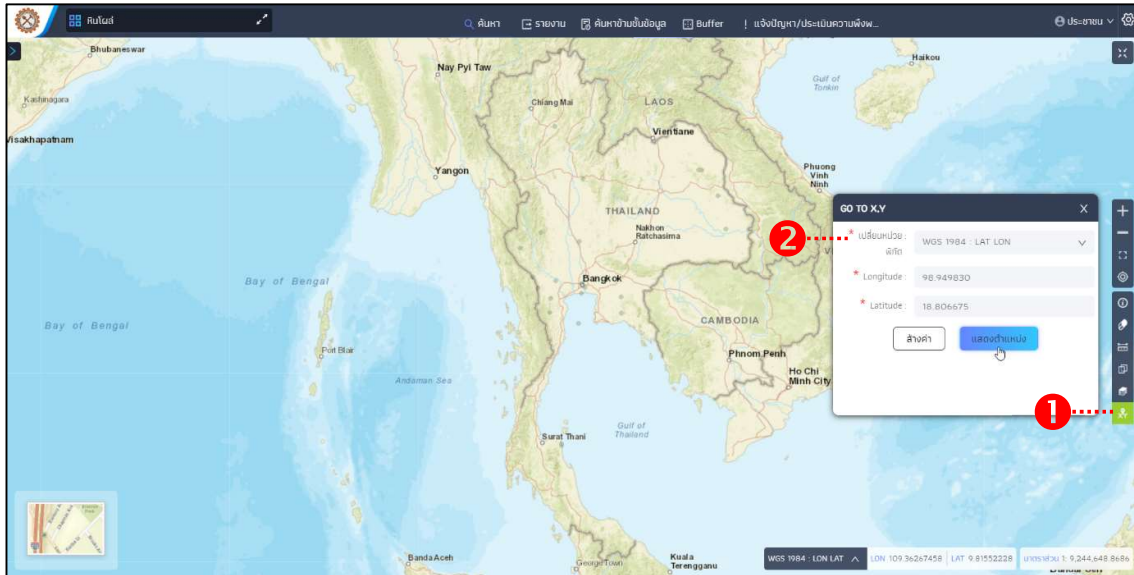 หินโผล่
ค้นหา
รายงาน
ค้นหาข้ามชั้นข้อมูล
Buffer
! แจ้งปัญหา/ประเมินความพึงพ...
ประชาชน
Bhubaneswar
Nay Pyi Taw
Haikou
Gulf of
Tonkin
Kashinagara
Chiang Mai
LAOS
Visakhapatnam
Vientiane
Yangon
Phuong
Vinh
Ninh
THAILAND
Nakhon
Ratchasima
Bay of Bengal
Bangkok
Bay of Bengal
CAMBODIA
Port Blair
Phnom Penh
Ho Chi
Minh City
Andaman Sea
Gulf of
Thailand
Surat Thani
Banda Aceh
George Town
Kuala
Terengganu
GO TO X,Y
X
2
* เปลี่ยนหน่วย :
พิกัด
WGS 1984 : LAT LON
* Longitude :
98.949830
* Latitude :
18.806675
ล้างค่า
แสดงตำแหน่ง
1
X,Y
WGS 1984 : LON LAT
LON 109.36267458
LAT 9.81552228
มาตราส่วน 1: 9,244,648.8686